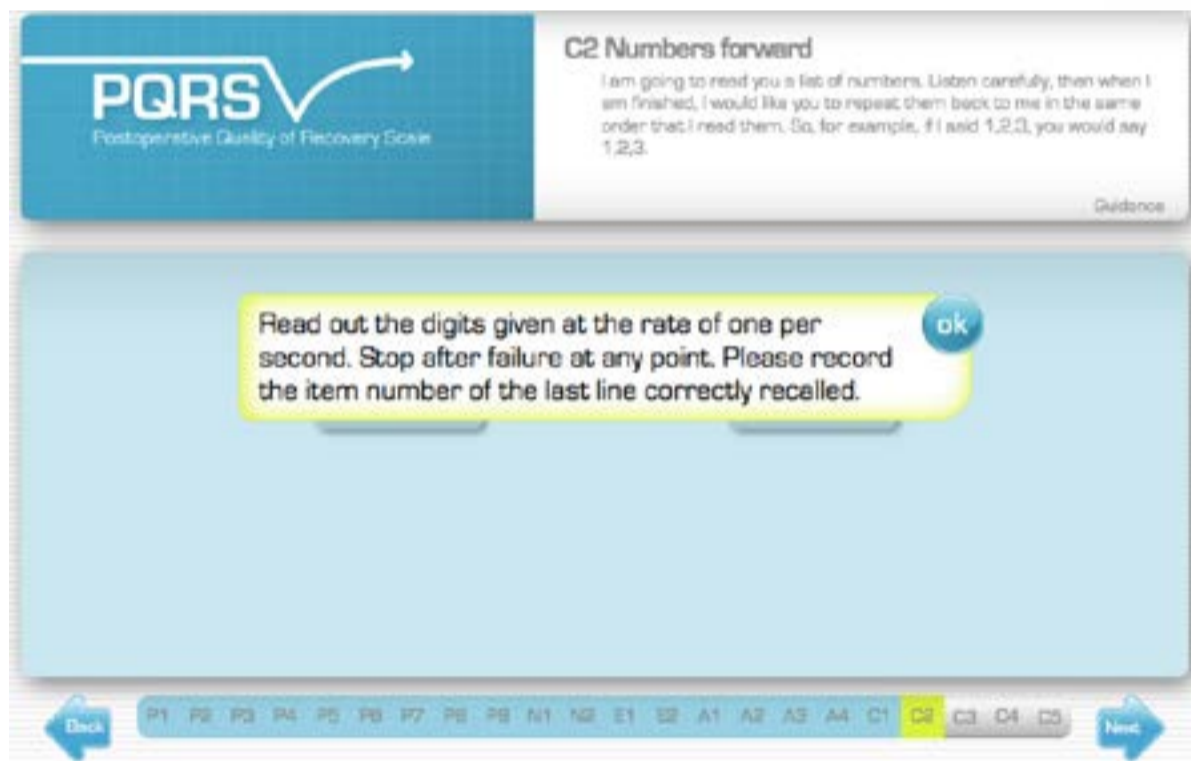 PQRS
Postoperative Quality of Recovery Scale
C2 Numbers forward
I am going to read you a list of numbers. Listen carefully, then when I
am finished, I would like you to repeat them back to me in the same
order that I read them. So, for example, if I said 1,2,3, you would say
1,2,3.
Guidance
Read out the digits given at the rate of one per
second. Stop after failure at any point. Please record
the item number of the last line correctly recalled.
ok
Back P1 P2 P3 P4 P5 P6 P7 P8 P9 N1 N2 E1 E2 A1 A2 A3 A4 C1 C2 C3 C4 C5 Next